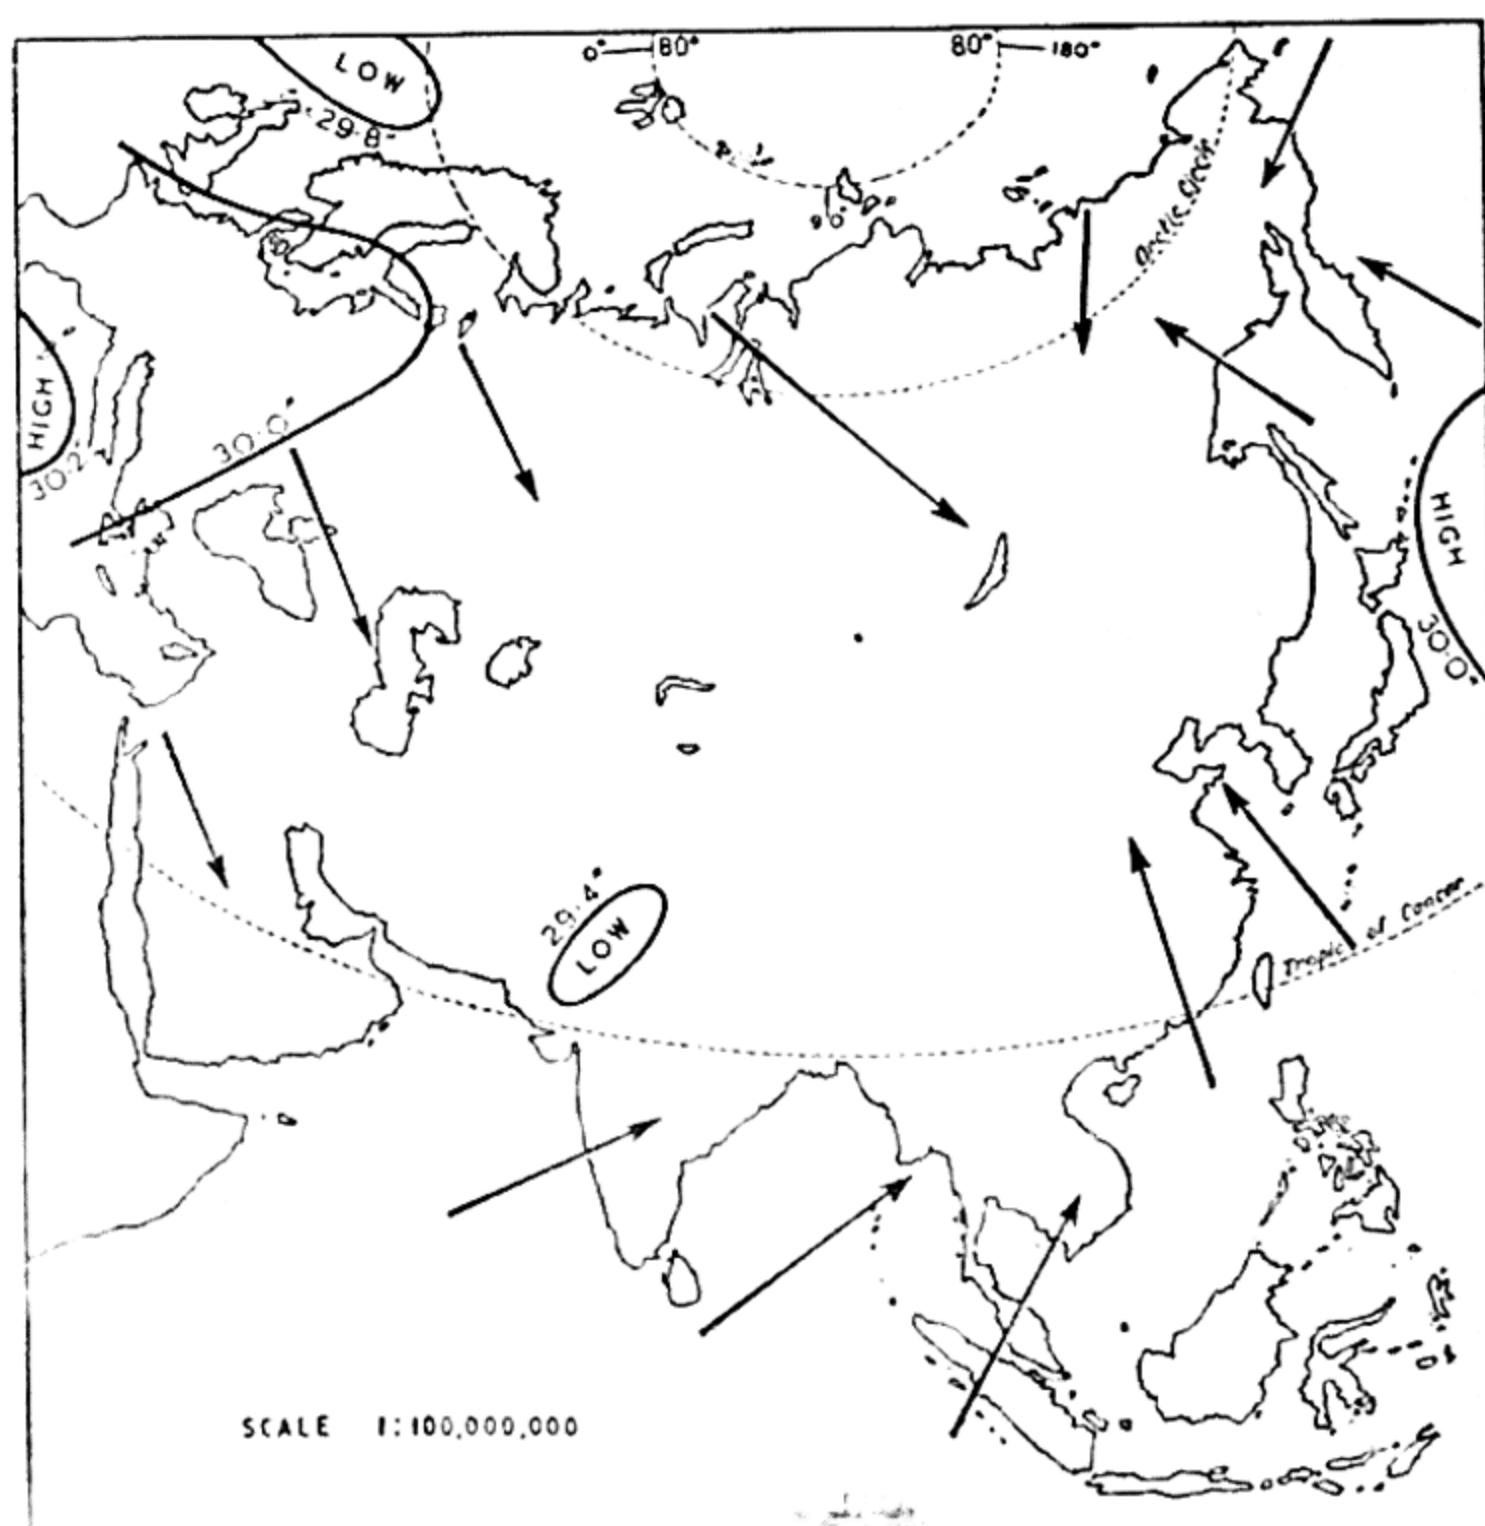 LOW
0° 80°
80° 180°
29·8"
Arctic Circle
90°
HIGH
30·2"
30·0"
HIGH
30·0"
29·4"
LOW
Tropic of Cancer
SCALE 1:100,000,000